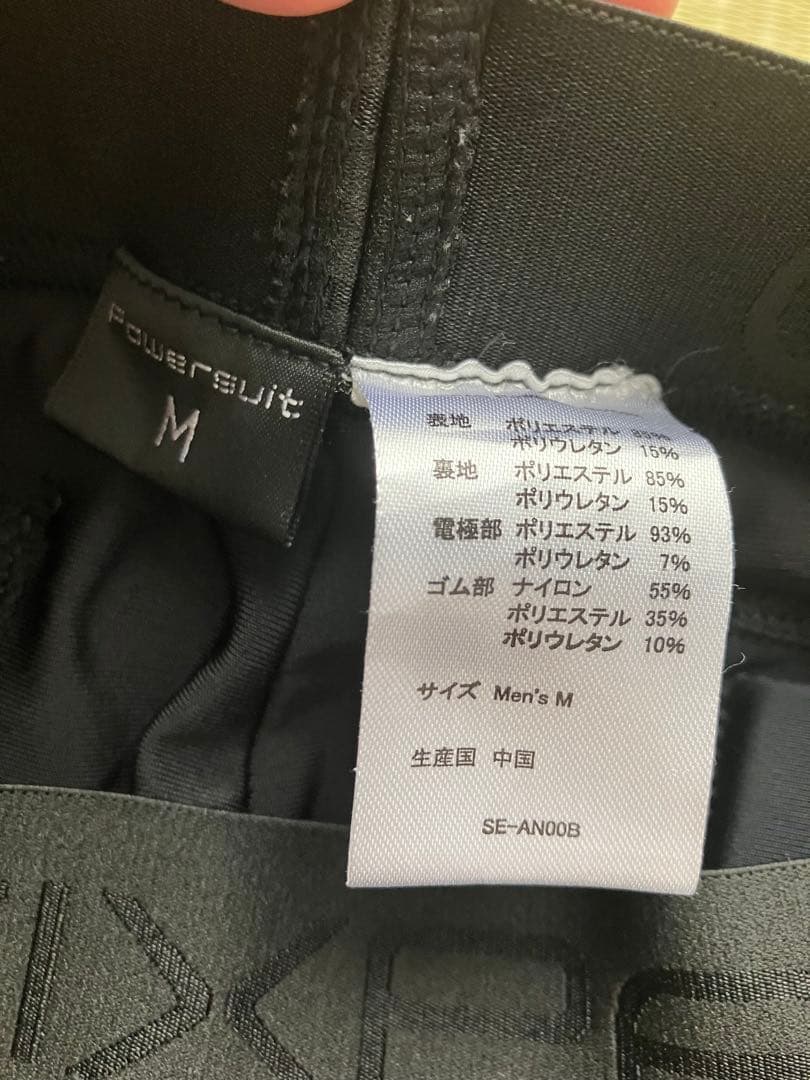 Powersuit
M
表地 ポリエステル 85%
ポリウレタン 15%
裏地 ポリエステル 85%
ポリウレタン 15%
電極部 ポリエステル 93%
ポリウレタン 7%
ゴム部 ナイロン 55%
ポリエステル 35%
ポリウレタン 10%
サイズ Men's M
生産国 中国
SE-AN00B